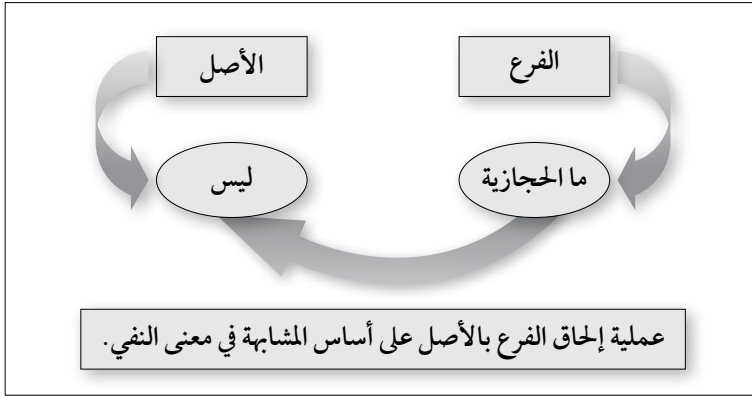 الفرع
الأصل
ما الحجازية
ليس
عملية إلحاق الفرع بالأصل على أساس المشابهة في معنى النفي.